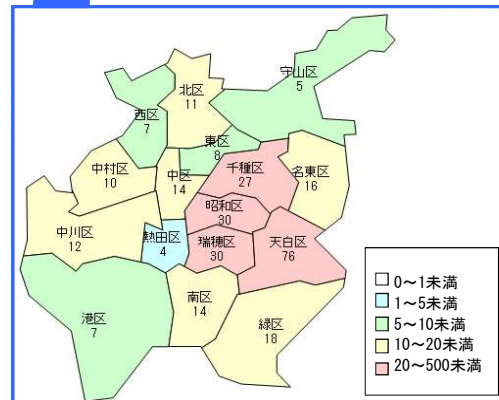 守山区
5
北区
11
西区
7
東区
8
千種区
27
名東区
16
中村区
10
中区
14
昭和区
30
中川区
12
熱田区
4
瑞穂区
30
天白区
76
港区
7
南区
14
緑区
18
0～1未満
1～5未満
5～10未満
10～20未満
20～500未満